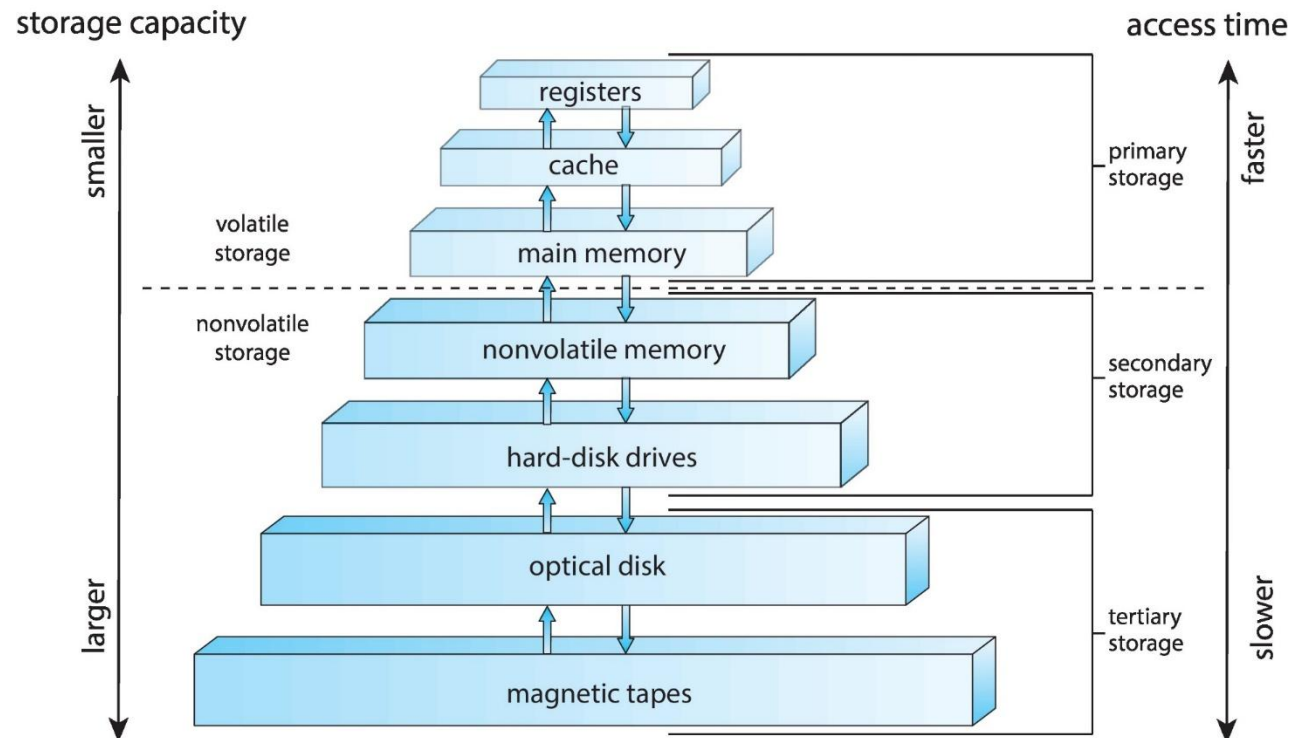 storage capacity
access time
smaller
larger
volatile
storage
nonvolatile
storage
registers
cache
main memory
nonvolatile memory
hard-disk drives
optical disk
magnetic tapes
primary
storage
secondary
storage
tertiary
storage
faster
slower